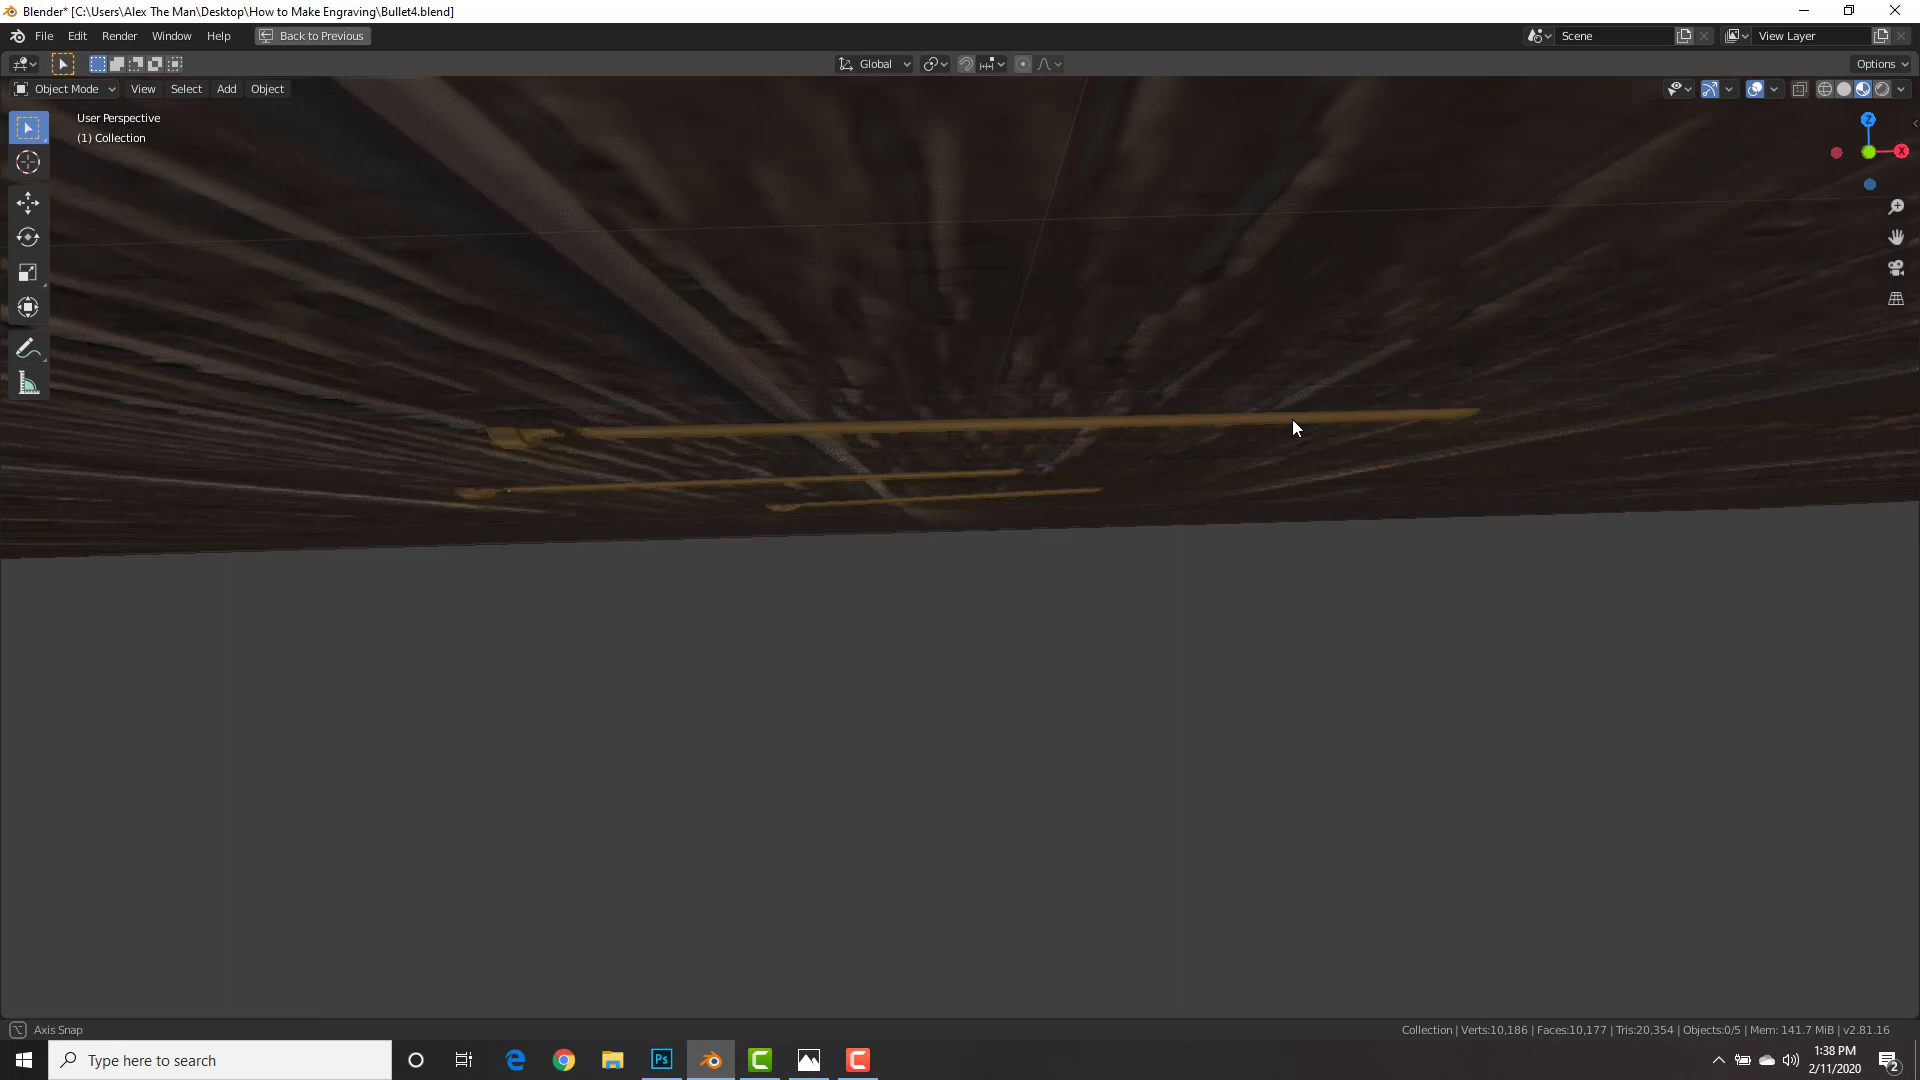 Blender* [C:\Users\Alex The Man\Desktop\How to Make Engraving\Bullet4.blend]
File Edit Render Window Help Back to Previous Scene View Layer
Global Options
Object Mode View Select Add Object
User Perspective
(1) Collection
Z
X
Axis Snap Collection | Verts:10,186 | Faces:10,177 | Tris:20,354 | Objects:0/5 | Mem: 141.7 MiB | v2.81.16
Type here to search Ps 1:38 PM
2/11/2020 2